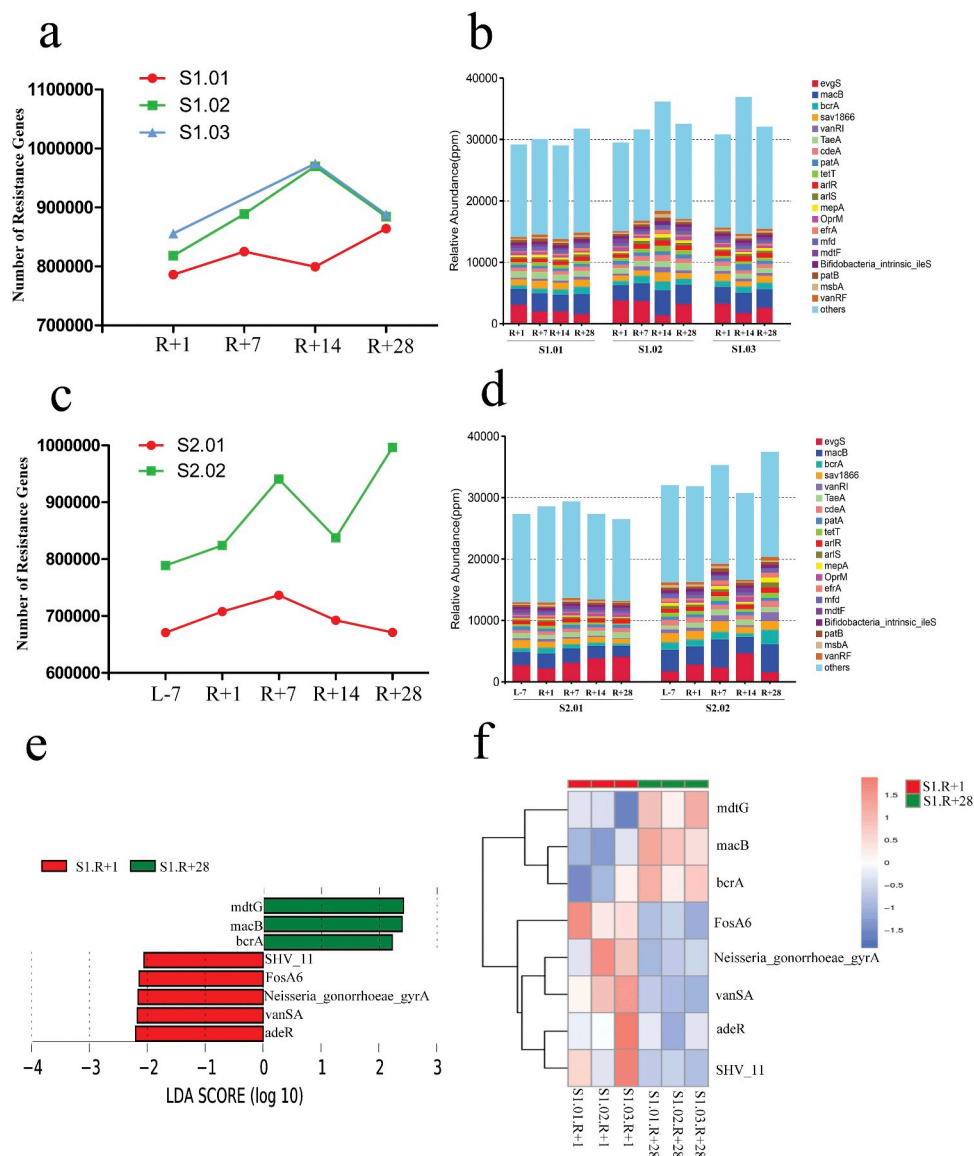 a
S1.01
S1.02
S1.03
Number of Resistance Genes
1100000
1000000
900000
800000
700000
R+1 R+7 R+14 R+28
b
Relative Abundance(ppm)
40000
30000
20000
10000
0
R+1 R+7 R+14 R+28 R+1 R+7 R+14 R+28 R+1 R+14 R+28
S1.01 S1.02 S1.03
evgS
macB
bcrA
sav1866
vanRI
TaeA
cdeA
patA
tetT
arlR
arlS
mepA
OprM
efrA
mfd
mdtF
Bifidobacteria_intrinsic_ileS
patB
msbA
vanRF
others
c
S2.01
S2.02
Number of Resistance Genes
1000000
900000
800000
700000
600000
L-7 R+1 R+7 R+14 R+28
d
Relative Abundance(ppm)
40000
30000
20000
10000
0
L-7 R+1 R+7 R+14 R+28 L-7 R+1 R+7 R+14 R+28
S2.01 S2.02
evgS
macB
bcrA
sav1866
vanRI
TaeA
cdeA
patA
tetT
arlR
arlS
mepA
OprM
efrA
mfd
mdtF
Bifidobacteria_intrinsic_ileS
patB
msbA
vanRF
others
e
S1.R+1 S1.R+28
mdtG
macB
bcrA
SHV_11
FosA6
Neisseria_gonorrhoeae_gyrA
vanSA
adeR
−4 −3 −2 −1 0 1 2 3
LDA SCORE (log 10)
f
mdtG
macB
bcrA
FosA6
Neisseria_gonorrhoeae_gyrA
vanSA
adeR
SHV_11
S1.01.R+1
S1.02.R+1
S1.03.R+1
S1.01.R+28
S1.02.R+28
S1.03.R+28
1.5
1
0.5
0
−0.5
−1
−1.5
S1.R+1
S1.R+28